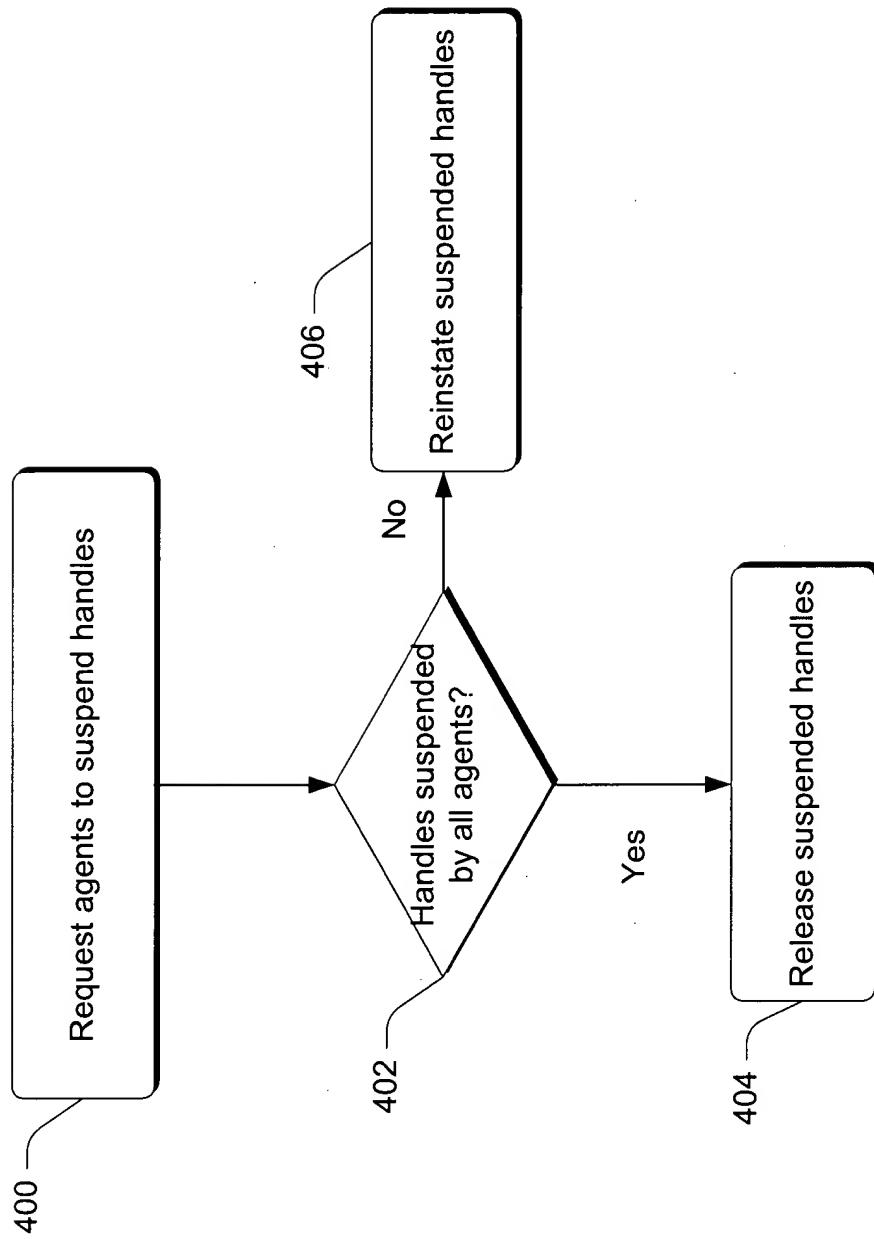 400
Request agents to suspend handles
402
Handles suspended
by all agents?
No
406
Reinstate suspended handles
Yes
404
Release suspended handles